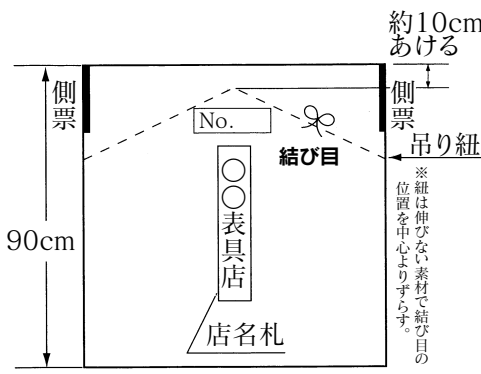 約10cm
あける
側票
側票
No.
結び目
吊り紐
※紐は伸びない素材で結び目の
位置を中心よりずらす。
90cm
○○表具店
店名札